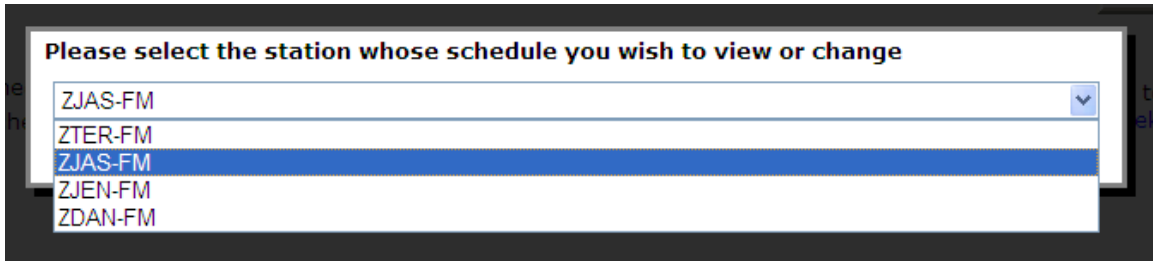 Please select the station whose schedule you wish to view or change
ZJAS-FM
ZTER-FM
ZJAS-FM
ZJEN-FM
ZDAN-FM